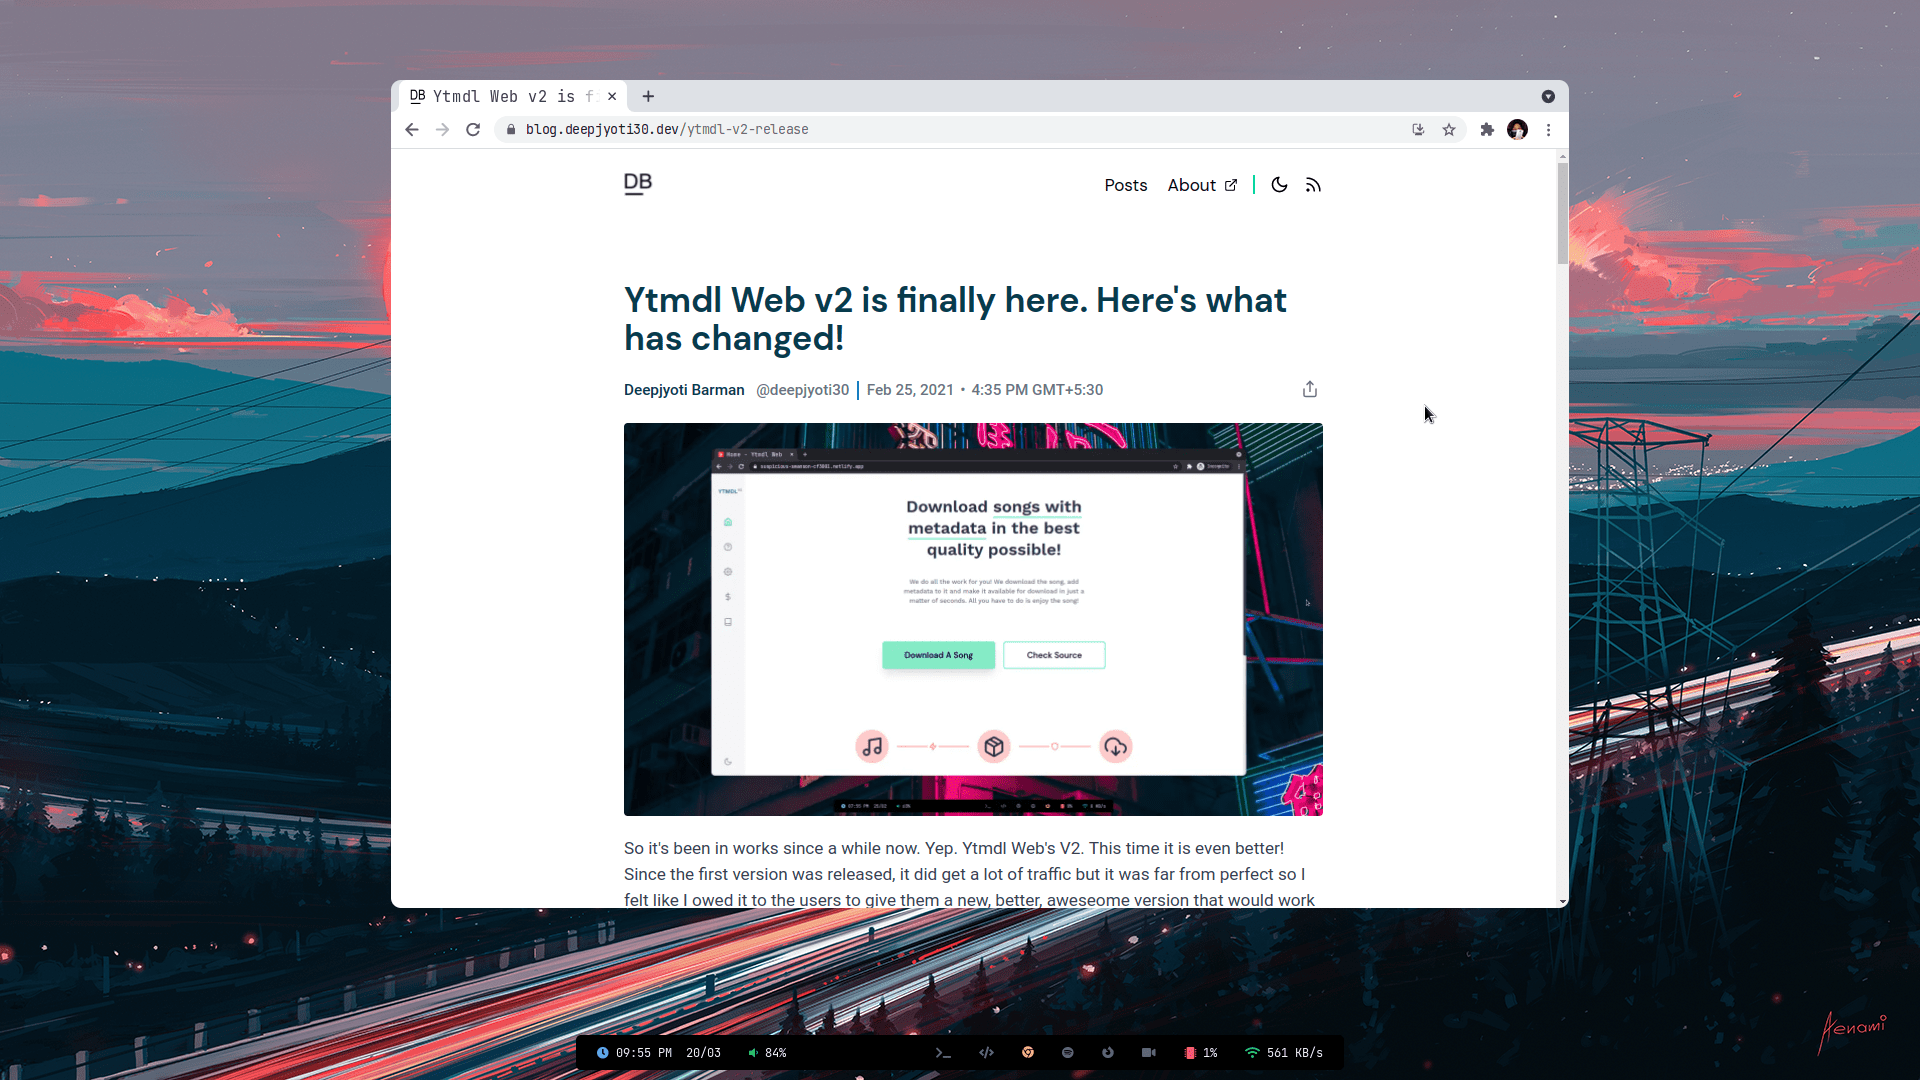 DB Ytmdl Web v2 is f
blog.deepjyoti30.dev/ytmdl-v2-release
DB
Posts About
Ytmdl Web v2 is finally here. Here's what
has changed!
Deepjyoti Barman @deepjyoti30 Feb 25, 2021 • 4:35 PM GMT+5:30
Home - Ytmdl Web
YTMDL
Download songs with
metadata in the best
quality possible!
We do all the work for you! We download the song, add
metadata to it and make it available for download in just a
matter of seconds. All you have to do is enjoy the song!
Download A Song Check Source
So it's been in works since a while now. Yep. Ytmdl Web's V2. This time it is even better!
Since the first version was released, it did get a lot of traffic but it was far from perfect so I
felt like I owed it to the users to give them a new, better, aweseome version that would work
Aenami
09:55 PM 20/03 84% 1% 561 KB/s